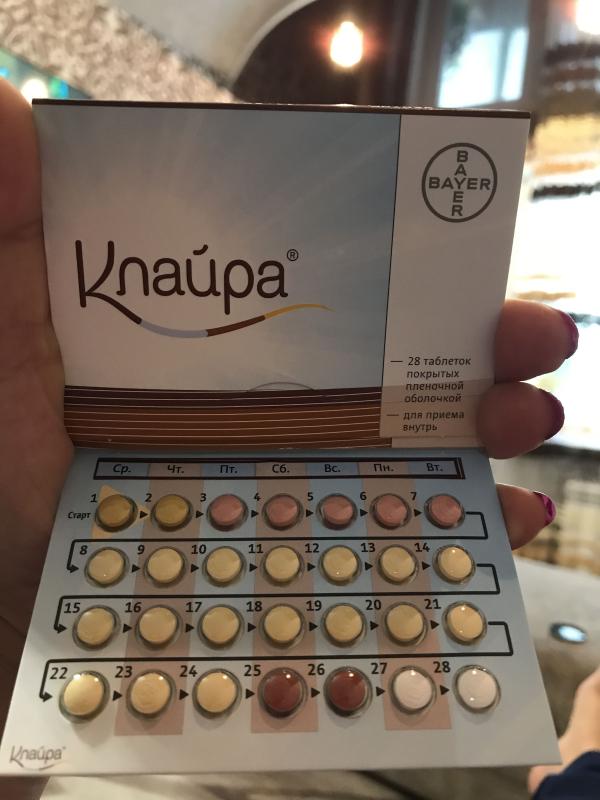 Клайра®
BAYER
BAYER
— 28 таблеток
покрытых
пленочной
оболочкой
— для приема
внутрь
Ср. Чт. Пт. Сб. Вс. Пн. Вт.
1 2 3 4 5 6 7
Старт
8 9 10 11 12 13 14
15 16 17 18 19 20 21
22 23 24 25 26 27 28
Клайра®